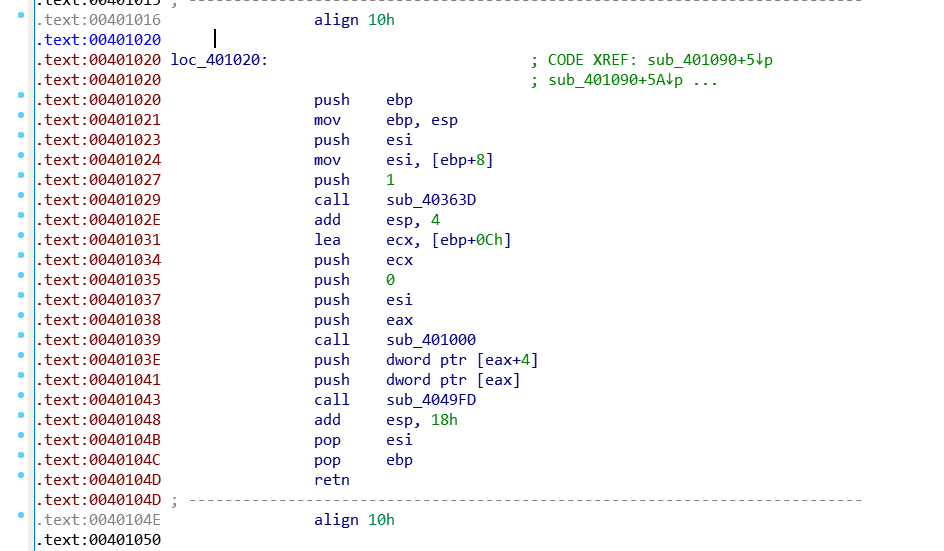 .text:00401015 ; ---------------------------------------------------------------------------
.text:00401016                 align 10h
.text:00401020
.text:00401020 loc_401020:                             ; CODE XREF: sub_401090+5↓p
.text:00401020                                         ; sub_401090+5A↓p ...
.text:00401020                 push    ebp
.text:00401021                 mov     ebp, esp
.text:00401023                 push    esi
.text:00401024                 mov     esi, [ebp+8]
.text:00401027                 push    1
.text:00401029                 call    sub_40363D
.text:0040102E                 add     esp, 4
.text:00401031                 lea     ecx, [ebp+0Ch]
.text:00401034                 push    ecx
.text:00401035                 push    0
.text:00401037                 push    esi
.text:00401038                 push    eax
.text:00401039                 call    sub_401000
.text:0040103E                 push    dword ptr [eax+4]
.text:00401041                 push    dword ptr [eax]
.text:00401043                 call    sub_4049FD
.text:00401048                 add     esp, 18h
.text:0040104B                 pop     esi
.text:0040104C                 pop     ebp
.text:0040104D                 retn
.text:0040104D ; ---------------------------------------------------------------------------
.text:0040104E                 align 10h
.text:00401050